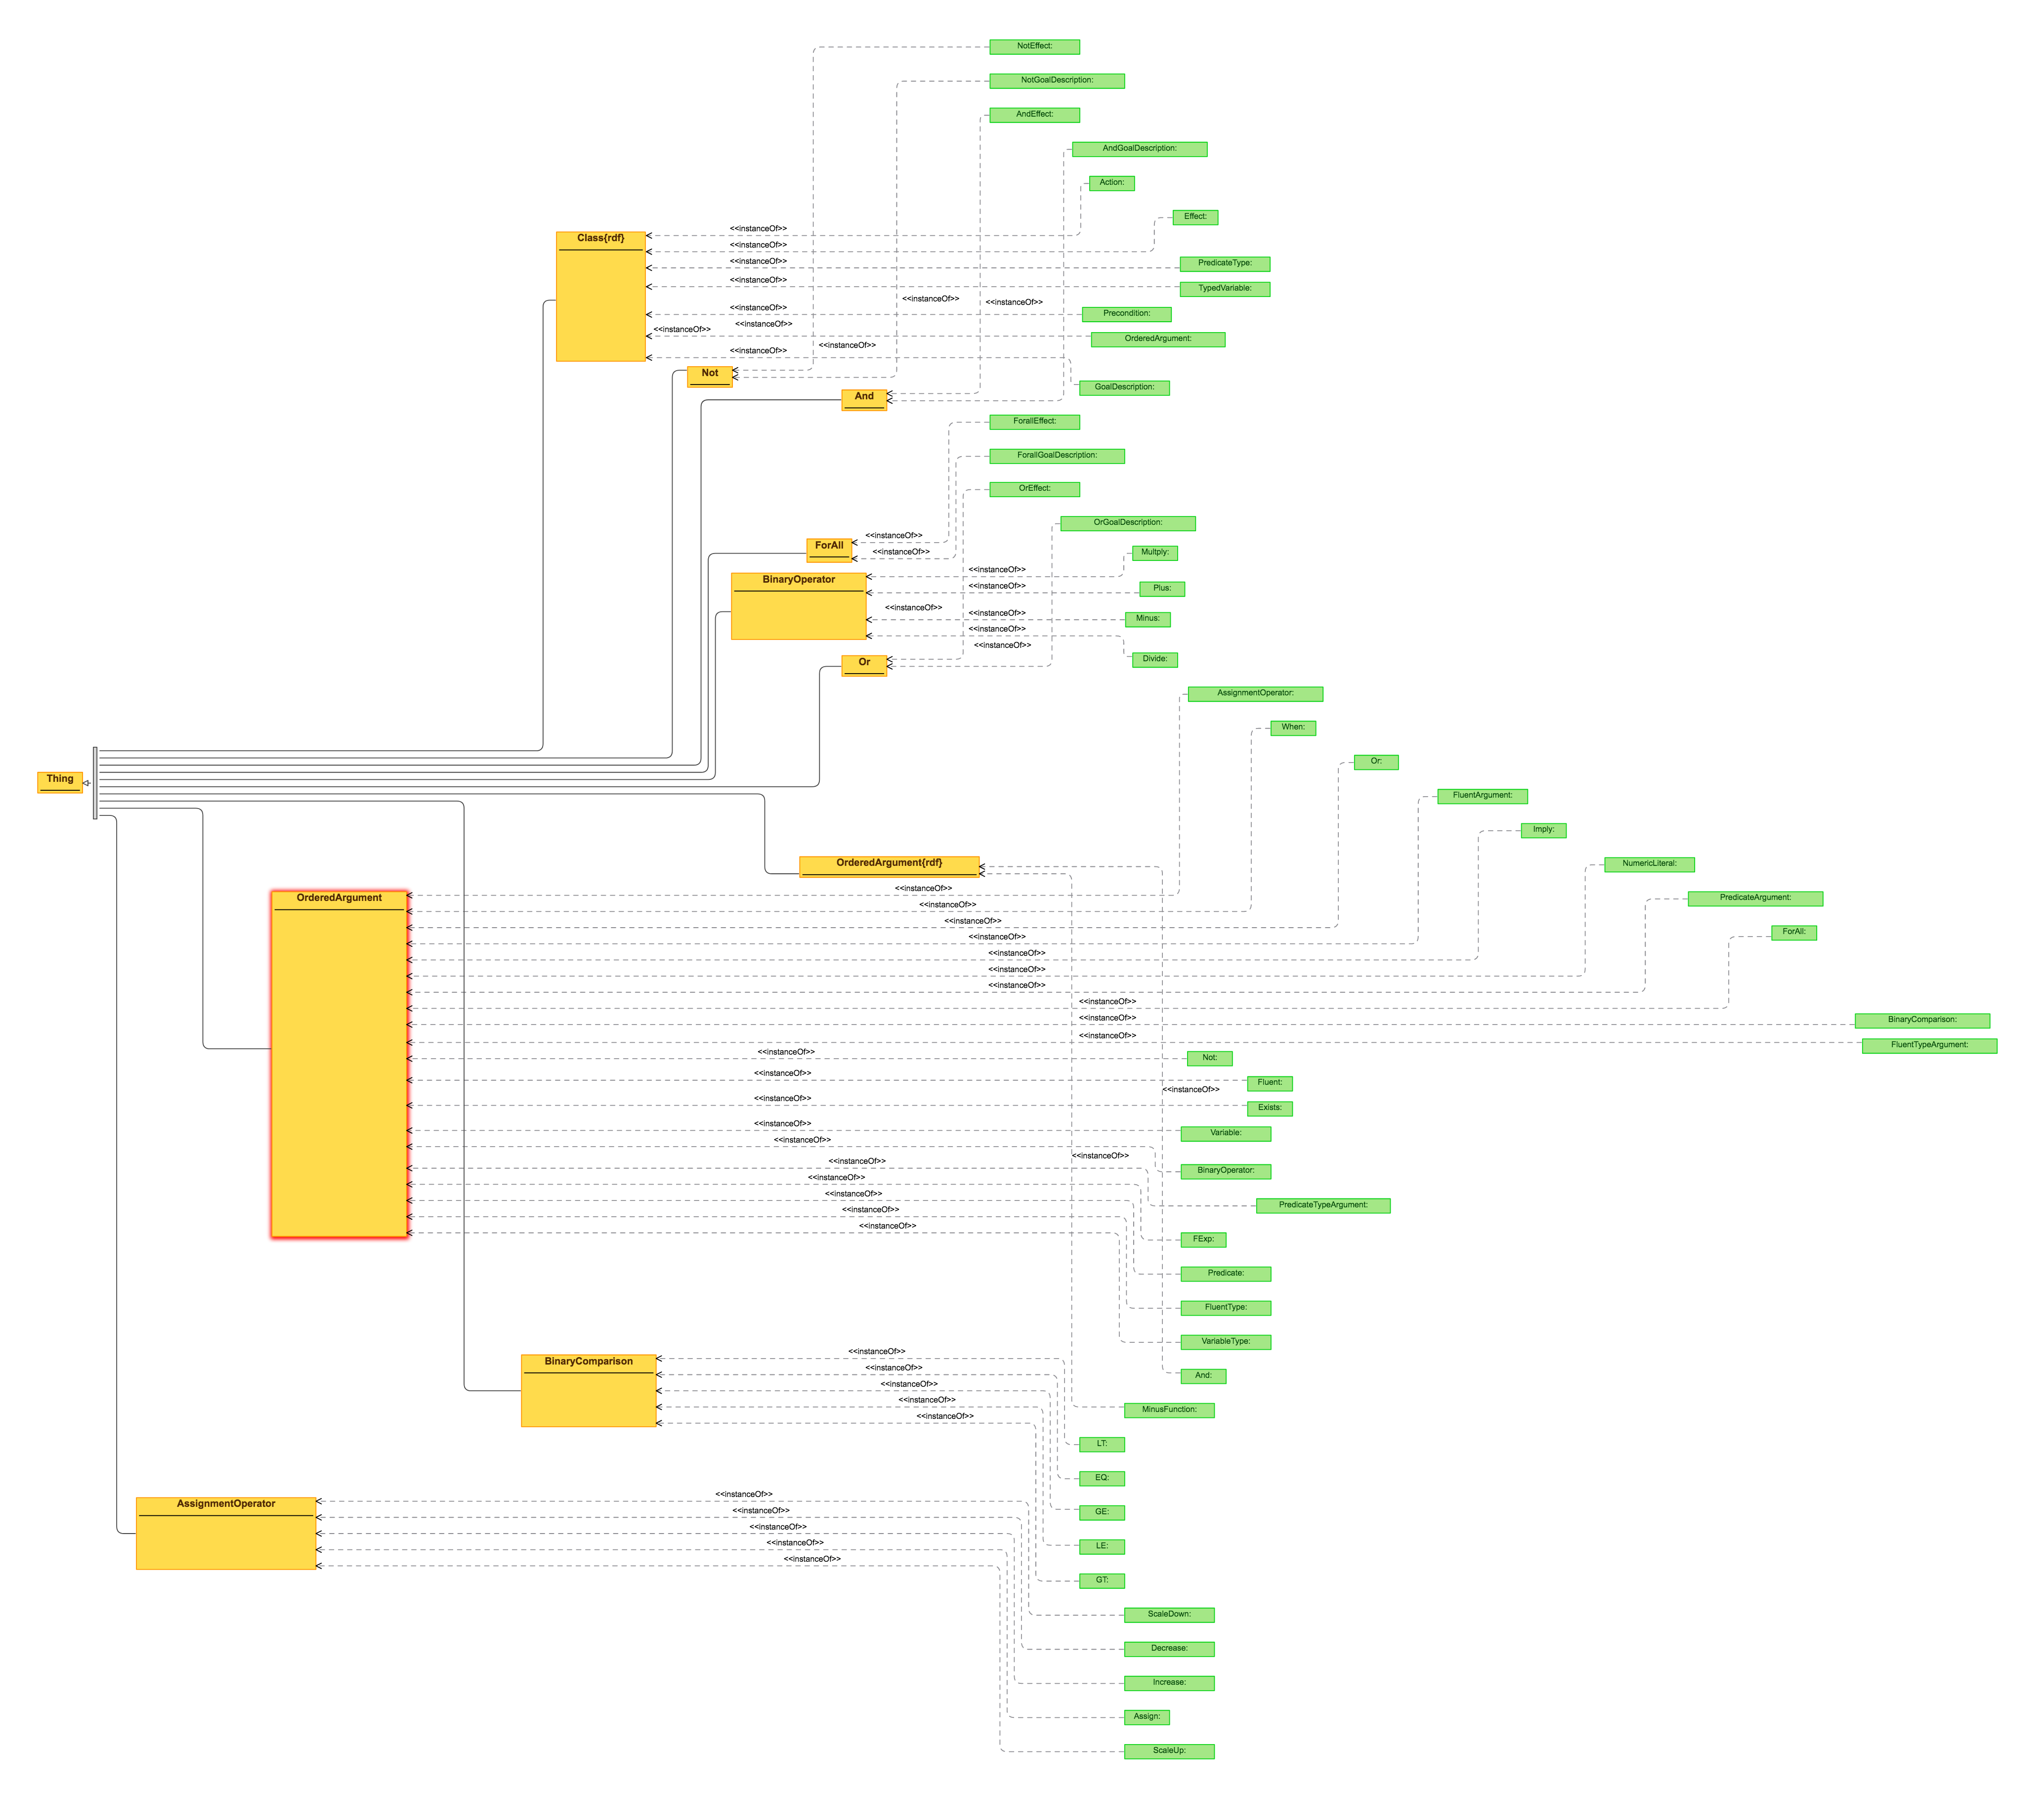 NotEffect:
NotGoalDescription:
AndEffect:
AndGoalDescription:
Action:
Effect:
<<instanceOf>>
Class{rdf}
<<instanceOf>>
PredicateType:
<<instanceOf>>
<<instanceOf>>
TypedVariable:
<<instanceOf>>
<<instanceOf>>
<<instanceOf>>
Precondition:
<<instanceOf>>
<<instanceOf>>
OrderedArgument:
<<instanceOf>>
<<instanceOf>>
Not
GoalDescription:
And
ForallEffect:
ForallGoalDescription:
OrEffect:
OrGoalDescription:
<<instanceOf>>
ForAll
<<instanceOf>>
Multply:
<<instanceOf>>
BinaryOperator
<<instanceOf>>
Plus:
<<instanceOf>>
<<instanceOf>>
Minus:
<<instanceOf>>
<<instanceOf>>
Divide:
Or
AssignmentOperator:
When:
Or:
Thing
FluentArgument:
Imply:
OrderedArgument{rdf}
NumericLiteral:
<<instanceOf>>
OrderedArgument
PredicateArgument:
<<instanceOf>>
<<instanceOf>>
ForAll:
<<instanceOf>>
<<instanceOf>>
<<instanceOf>>
<<instanceOf>>
<<instanceOf>>
<<instanceOf>>
BinaryComparison:
<<instanceOf>>
FluentTypeArgument:
<<instanceOf>>
Not:
<<instanceOf>>
Fluent:
<<instanceOf>>
<<instanceOf>>
Exists:
<<instanceOf>>
Variable:
<<instanceOf>>
<<instanceOf>>
<<instanceOf>>
BinaryOperator:
<<instanceOf>>
<<instanceOf>>
PredicateTypeArgument:
<<instanceOf>>
<<instanceOf>>
FExp:
Predicate:
FluentType:
VariableType:
<<instanceOf>>
BinaryComparison
<<instanceOf>>
And:
<<instanceOf>>
<<instanceOf>>
MinusFunction:
<<instanceOf>>
LT:
EQ:
<<instanceOf>>
AssignmentOperator
<<instanceOf>>
GE:
<<instanceOf>>
<<instanceOf>>
LE:
<<instanceOf>>
GT:
ScaleDown:
Decrease:
Increase:
Assign:
ScaleUp: